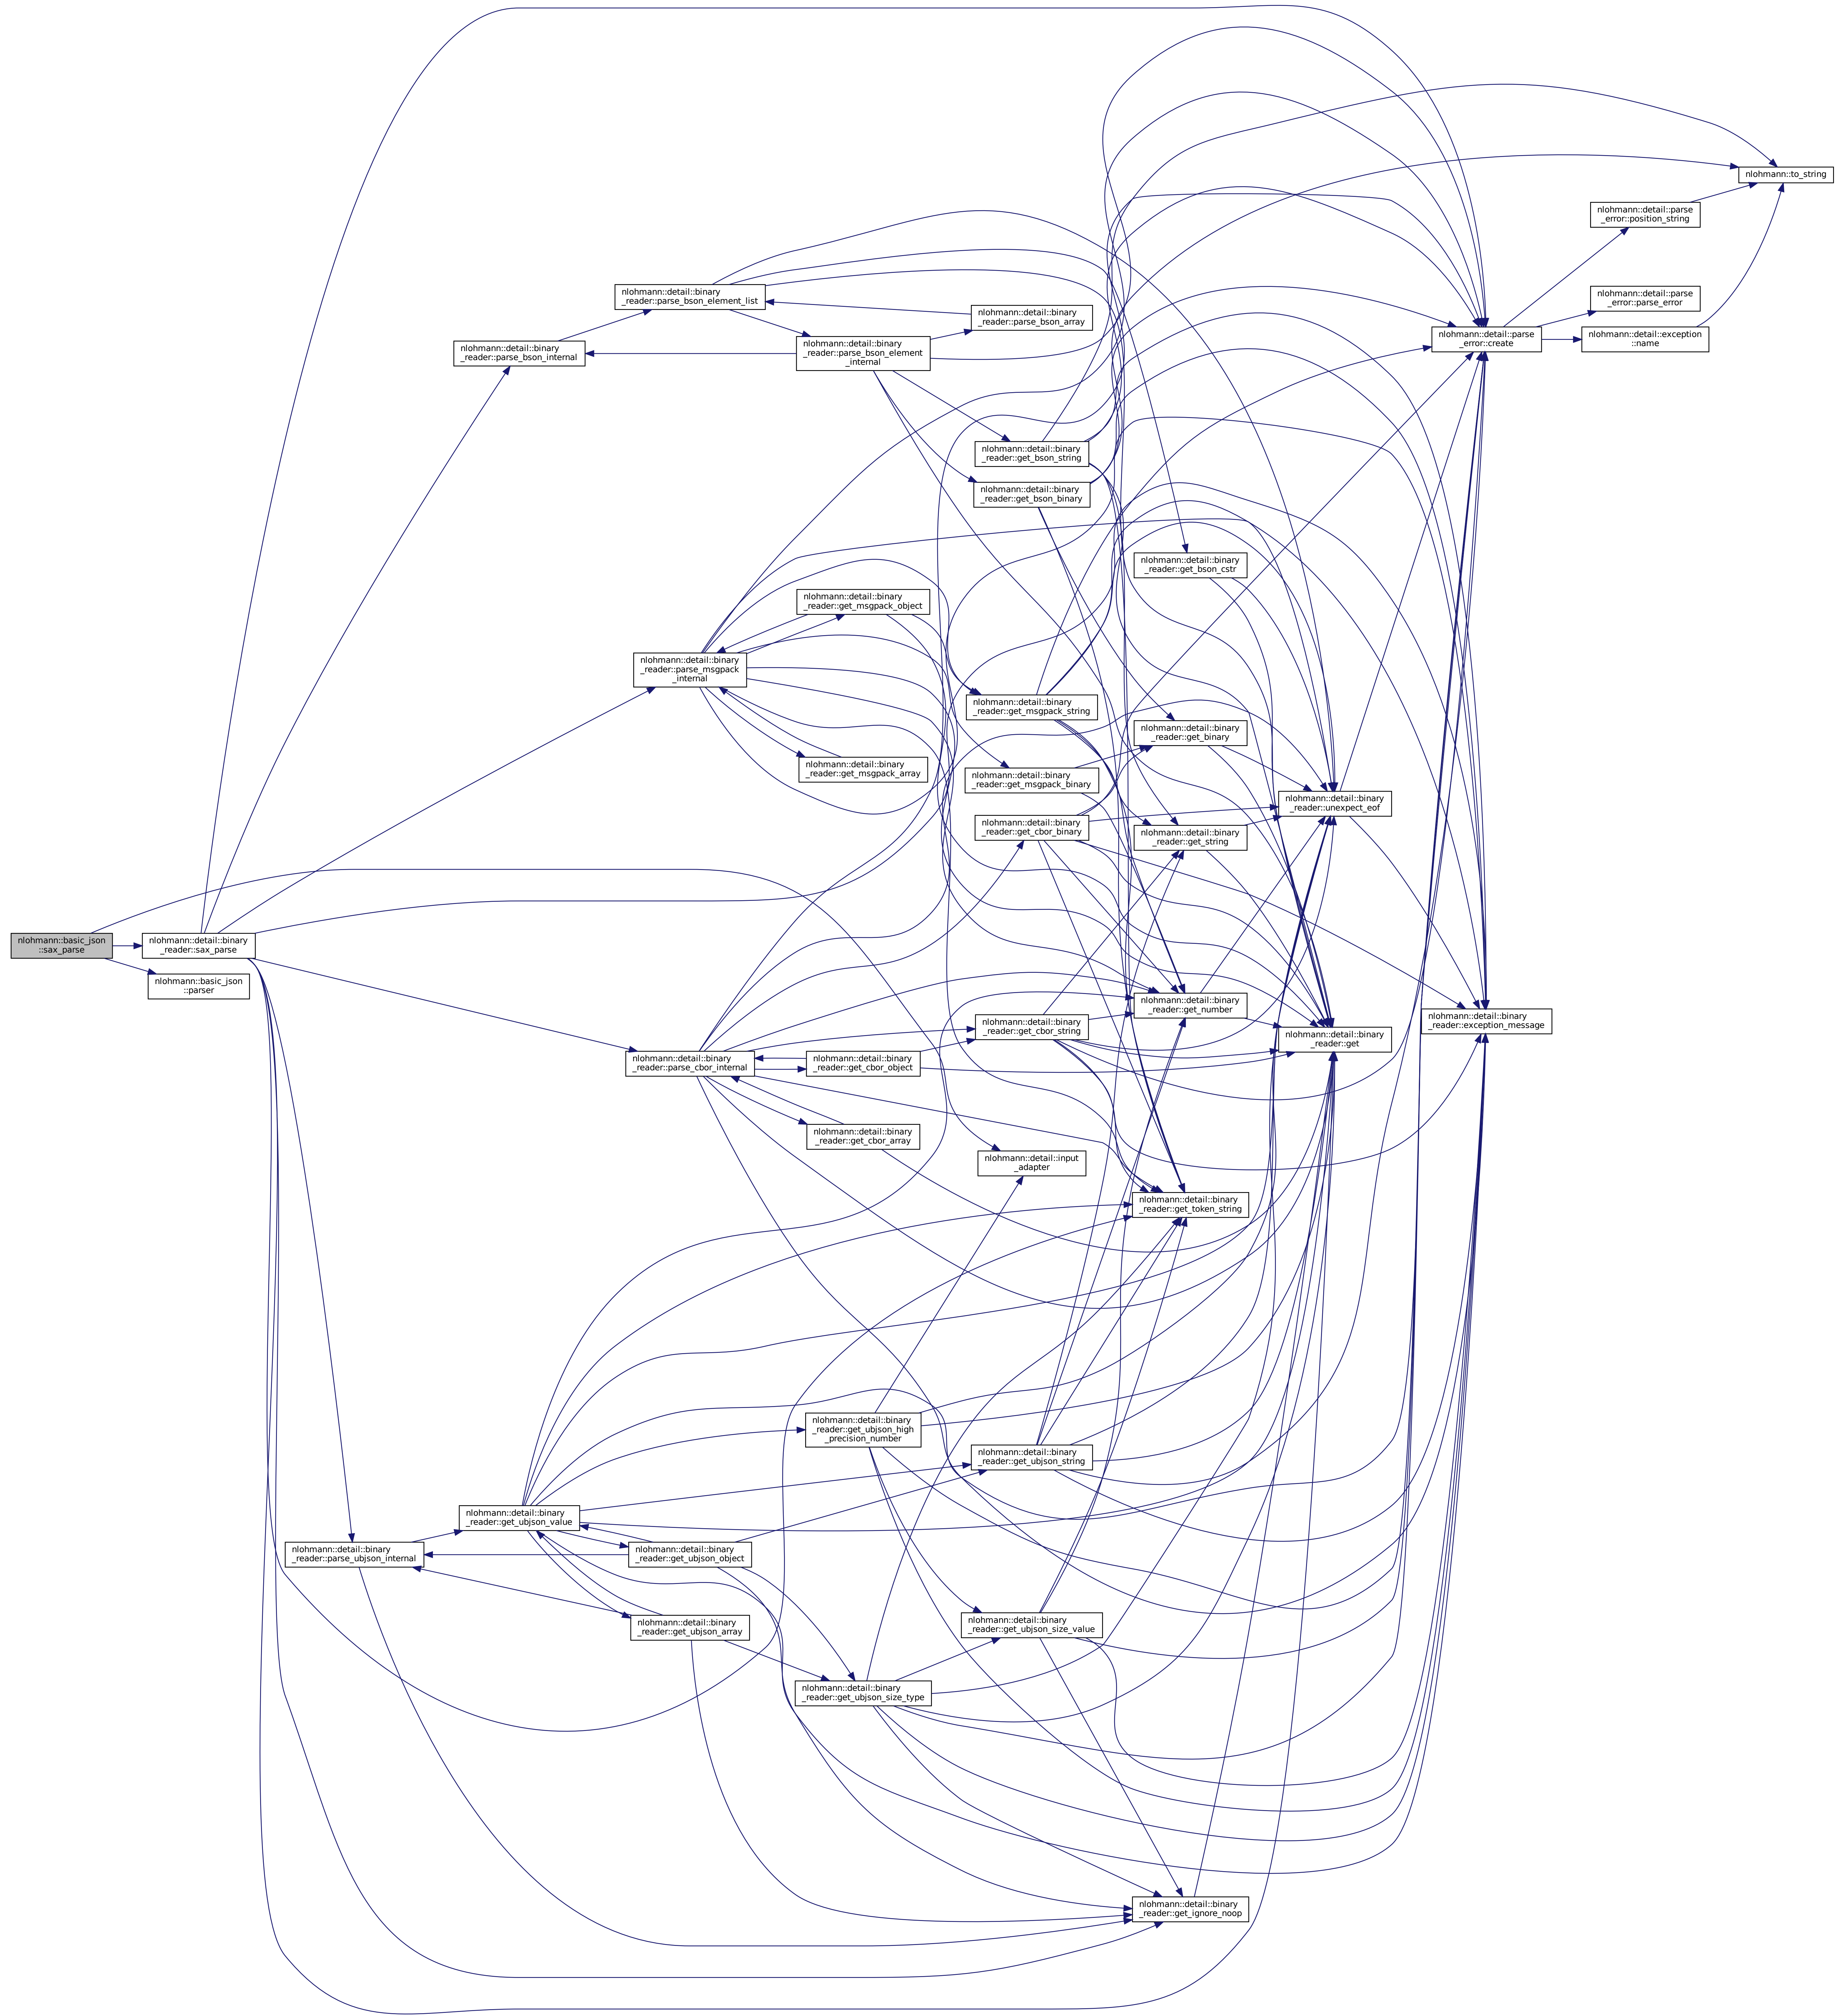 nlohmann::to_string
nlohmann::detail::parse
_error::position_string
nlohmann::detail::binary
_reader::parse_bson_element_list
nlohmann::detail::parse
_error::parse_error
nlohmann::detail::binary
_reader::parse_bson_array
nlohmann::detail::parse
_error::create
nlohmann::detail::exception
::name
nlohmann::detail::binary
_reader::parse_bson_internal
nlohmann::detail::binary
_reader::parse_bson_element
_internal
nlohmann::detail::binary
_reader::get_bson_string
nlohmann::detail::binary
_reader::get_bson_binary
nlohmann::detail::binary
_reader::get_bson_cstr
nlohmann::detail::binary
_reader::get_msgpack_object
nlohmann::detail::binary
_reader::parse_msgpack
_internal
nlohmann::detail::binary
_reader::get_msgpack_string
nlohmann::detail::binary
_reader::get_binary
nlohmann::detail::binary
_reader::get_msgpack_array
nlohmann::detail::binary
_reader::get_msgpack_binary
nlohmann::detail::binary
_reader::unexpect_eof
nlohmann::detail::binary
_reader::get_cbor_binary
nlohmann::detail::binary
_reader::get_string
nlohmann::basic_json
::sax_parse
nlohmann::detail::binary
_reader::sax_parse
nlohmann::basic_json
::parser
nlohmann::detail::binary
_reader::get_number
nlohmann::detail::binary
_reader::exception_message
nlohmann::detail::binary
_reader::get_cbor_string
nlohmann::detail::binary
_reader::get
nlohmann::detail::binary
_reader::parse_cbor_internal
nlohmann::detail::binary
_reader::get_cbor_object
nlohmann::detail::binary
_reader::get_cbor_array
nlohmann::detail::input
_adapter
nlohmann::detail::binary
_reader::get_token_string
nlohmann::detail::binary
_reader::get_ubjson_high
_precision_number
nlohmann::detail::binary
_reader::get_ubjson_string
nlohmann::detail::binary
_reader::get_ubjson_value
nlohmann::detail::binary
_reader::parse_ubjson_internal
nlohmann::detail::binary
_reader::get_ubjson_object
nlohmann::detail::binary
_reader::get_ubjson_array
nlohmann::detail::binary
_reader::get_ubjson_size_value
nlohmann::detail::binary
_reader::get_ubjson_size_type
nlohmann::detail::binary
_reader::get_ignore_noop